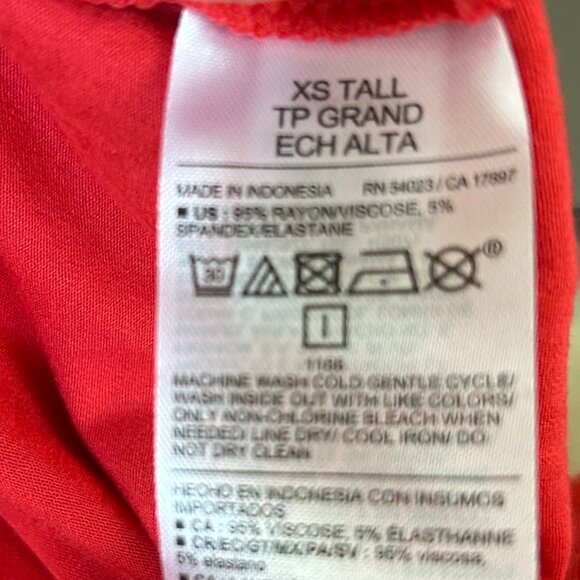 XS TALL
TP GRAND
ECH ALTA
MADE IN INDONESIA RN 54023 / CA 17897
■ US : 95% RAYON/VISCOSE, 5%
SPANDEX/ELASTANE
30
®
I
1166
MACHINE WASH COLD GENTLE CYCLE/
WASH INSIDE OUT WITH LIKE COLORS/
ONLY NON-CHLORINE BLEACH WHEN
NEEDED/ LINE DRY/ COOL IRON/ DO
NOT DRY CLEAN
HECHO EN INDONESIA CON INSUMOS
IMPORTADOS
■ CA : 95% VISCOSE, 5% ÉLASTHANNE
■ CR/EC/GT/MX/PA/SV : 95% viscosa,
5% elastano